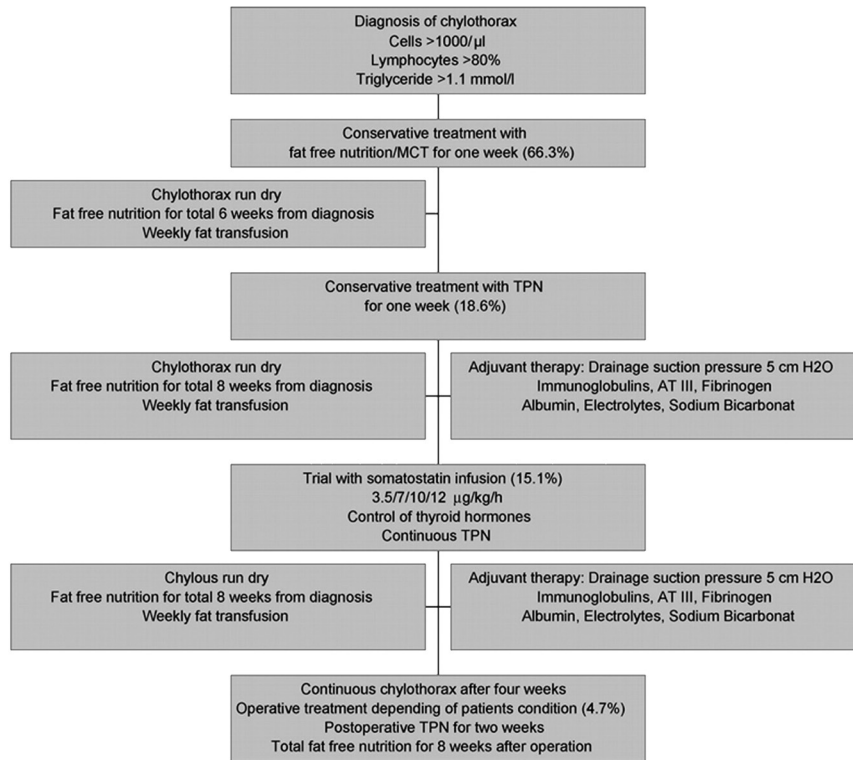 Diagnosis of chylothorax
Cells >1000/µl
Lymphocytes >80%
Triglyceride >1.1 mmol/l
Conservative treatment with
fat free nutrition/MCT for one week (66.3%)
Chylothorax run dry
Fat free nutrition for total 6 weeks from diagnosis
Weekly fat transfusion
Conservative treatment with TPN
for one week (18.6%)
Chylothorax run dry
Fat free nutrition for total 8 weeks from diagnosis
Weekly fat transfusion
Adjuvant therapy: Drainage suction pressure 5 cm H2O
Immunoglobulins, AT III, Fibrinogen
Albumin, Electrolytes, Sodium Bicarbonat
Trial with somatostatin infusion (15.1%)
3.5/7/10/12 µg/kg/h
Control of thyroid hormones
Continuous TPN
Chylous run dry
Fat free nutrition for total 8 weeks from diagnosis
Weekly fat transfusion
Adjuvant therapy: Drainage suction pressure 5 cm H2O
Immunoglobulins, AT III, Fibrinogen
Albumin, Electrolytes, Sodium Bicarbonat
Continuous chylothorax after four weeks
Operative treatment depending of patients condition (4.7%)
Postoperative TPN for two weeks
Total fat free nutrition for 8 weeks after operation